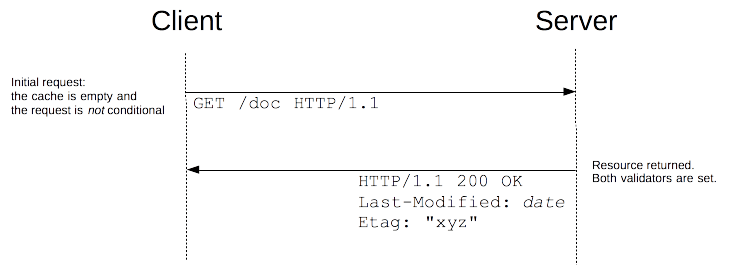 Client
Server
Initial request:
the cache is empty and
the request is not conditional
GET /doc HTTP/1.1
Resource returned.
Both validators are set.
HTTP/1.1 200 OK
Last-Modified: date
Etag: "xyz"